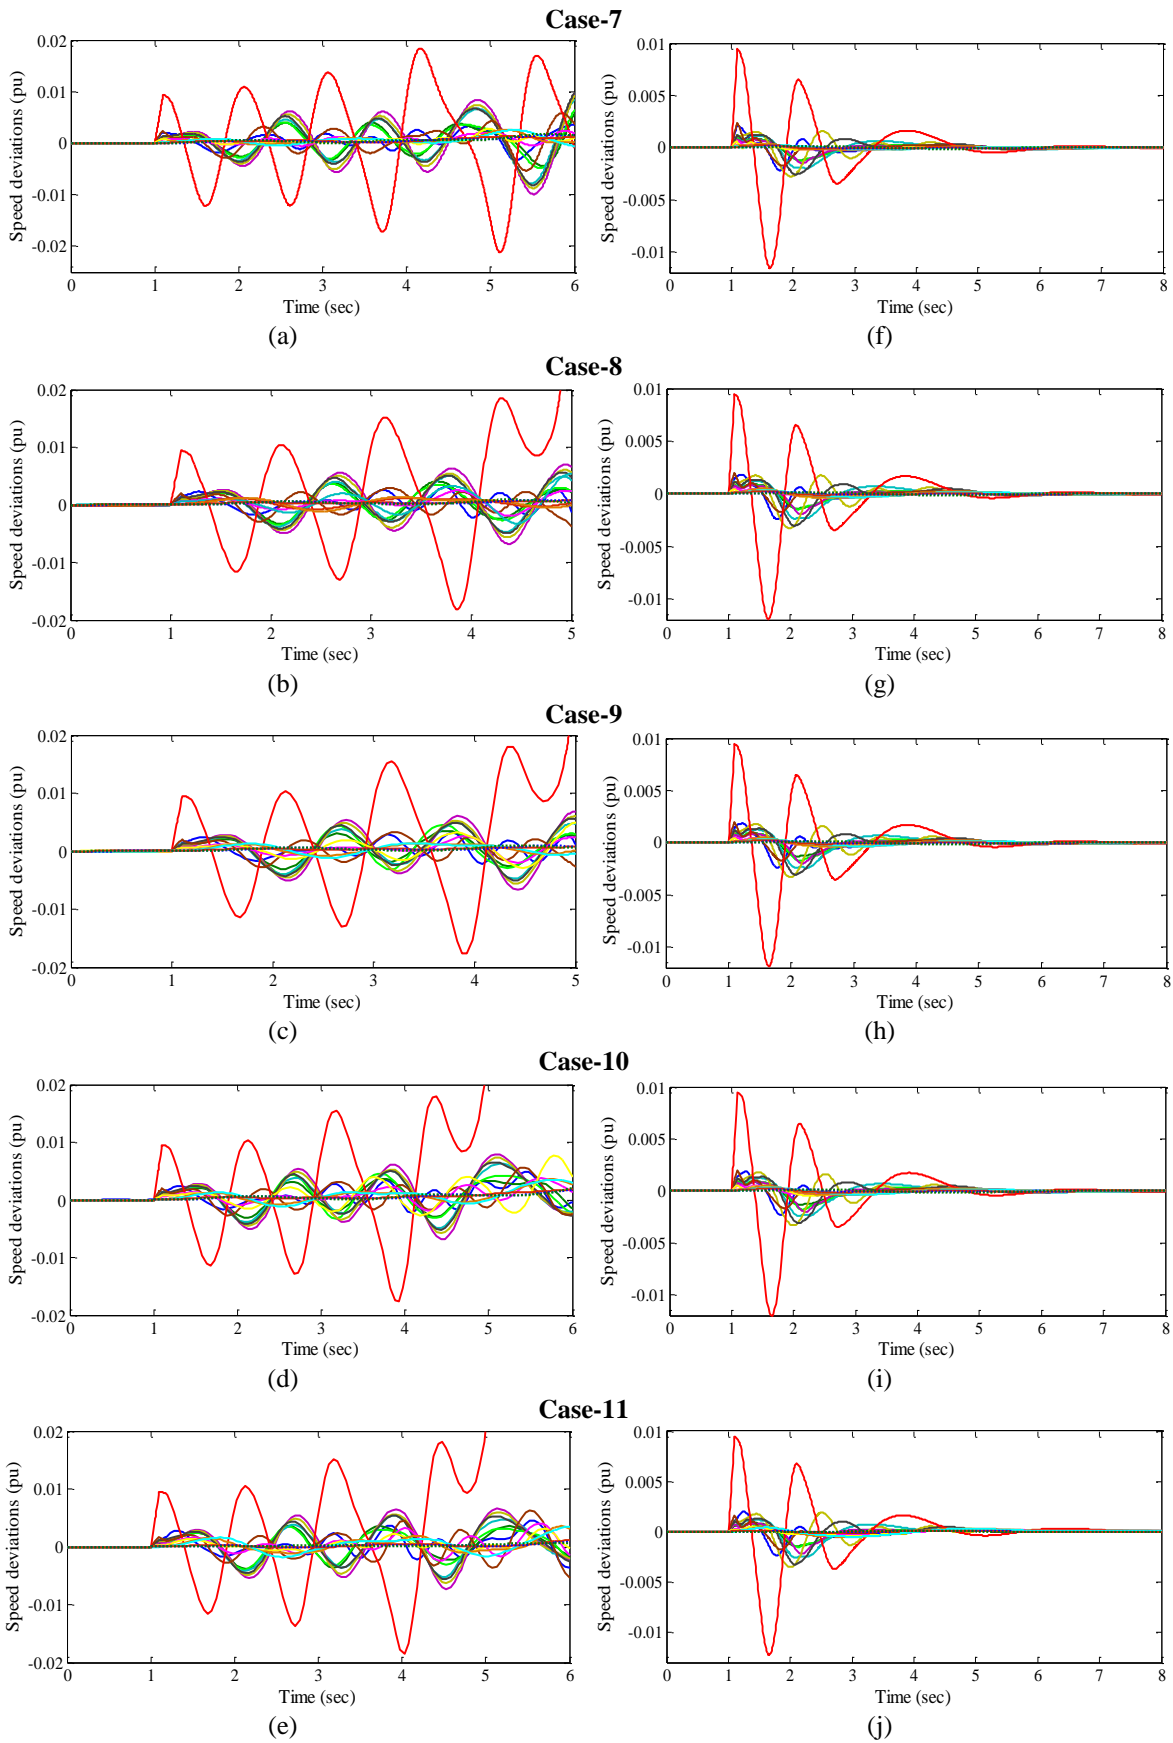 Case-7
0.02
0.01
0
-0.01
-0.02
Speed deviations (pu)
0 1 2 3 4 5 6
Time (sec)
(a)
0.01
0.005
0
-0.005
-0.01
Speed deviations (pu)
0 1 2 3 4 5 6 7 8
Time (sec)
(f)
Case-8
0.02
0.01
0
-0.01
-0.02
Speed deviations (pu)
0 1 2 3 4 5
Time (sec)
(b)
0.01
0.005
0
-0.005
-0.01
Speed deviations (pu)
0 1 2 3 4 5 6 7 8
Time (sec)
(g)
Case-9
0.02
0.01
0
-0.01
-0.02
Speed deviations (pu)
0 1 2 3 4 5
Time (sec)
(c)
0.01
0.005
0
-0.005
-0.01
Speed deviations (pu)
0 1 2 3 4 5 6 7 8
Time (sec)
(h)
Case-10
0.02
0.01
0
-0.01
-0.02
Speed deviations (pu)
0 1 2 3 4 5 6
Time (sec)
(d)
0.01
0.005
0
-0.005
-0.01
Speed deviations (pu)
0 1 2 3 4 5 6 7 8
Time (sec)
(i)
Case-11
0.02
0.01
0
-0.01
-0.02
Speed deviations (pu)
0 1 2 3 4 5 6
Time (sec)
(e)
0.01
0.005
0
-0.005
-0.01
Speed deviations (pu)
0 1 2 3 4 5 6 7 8
Time (sec)
(j)